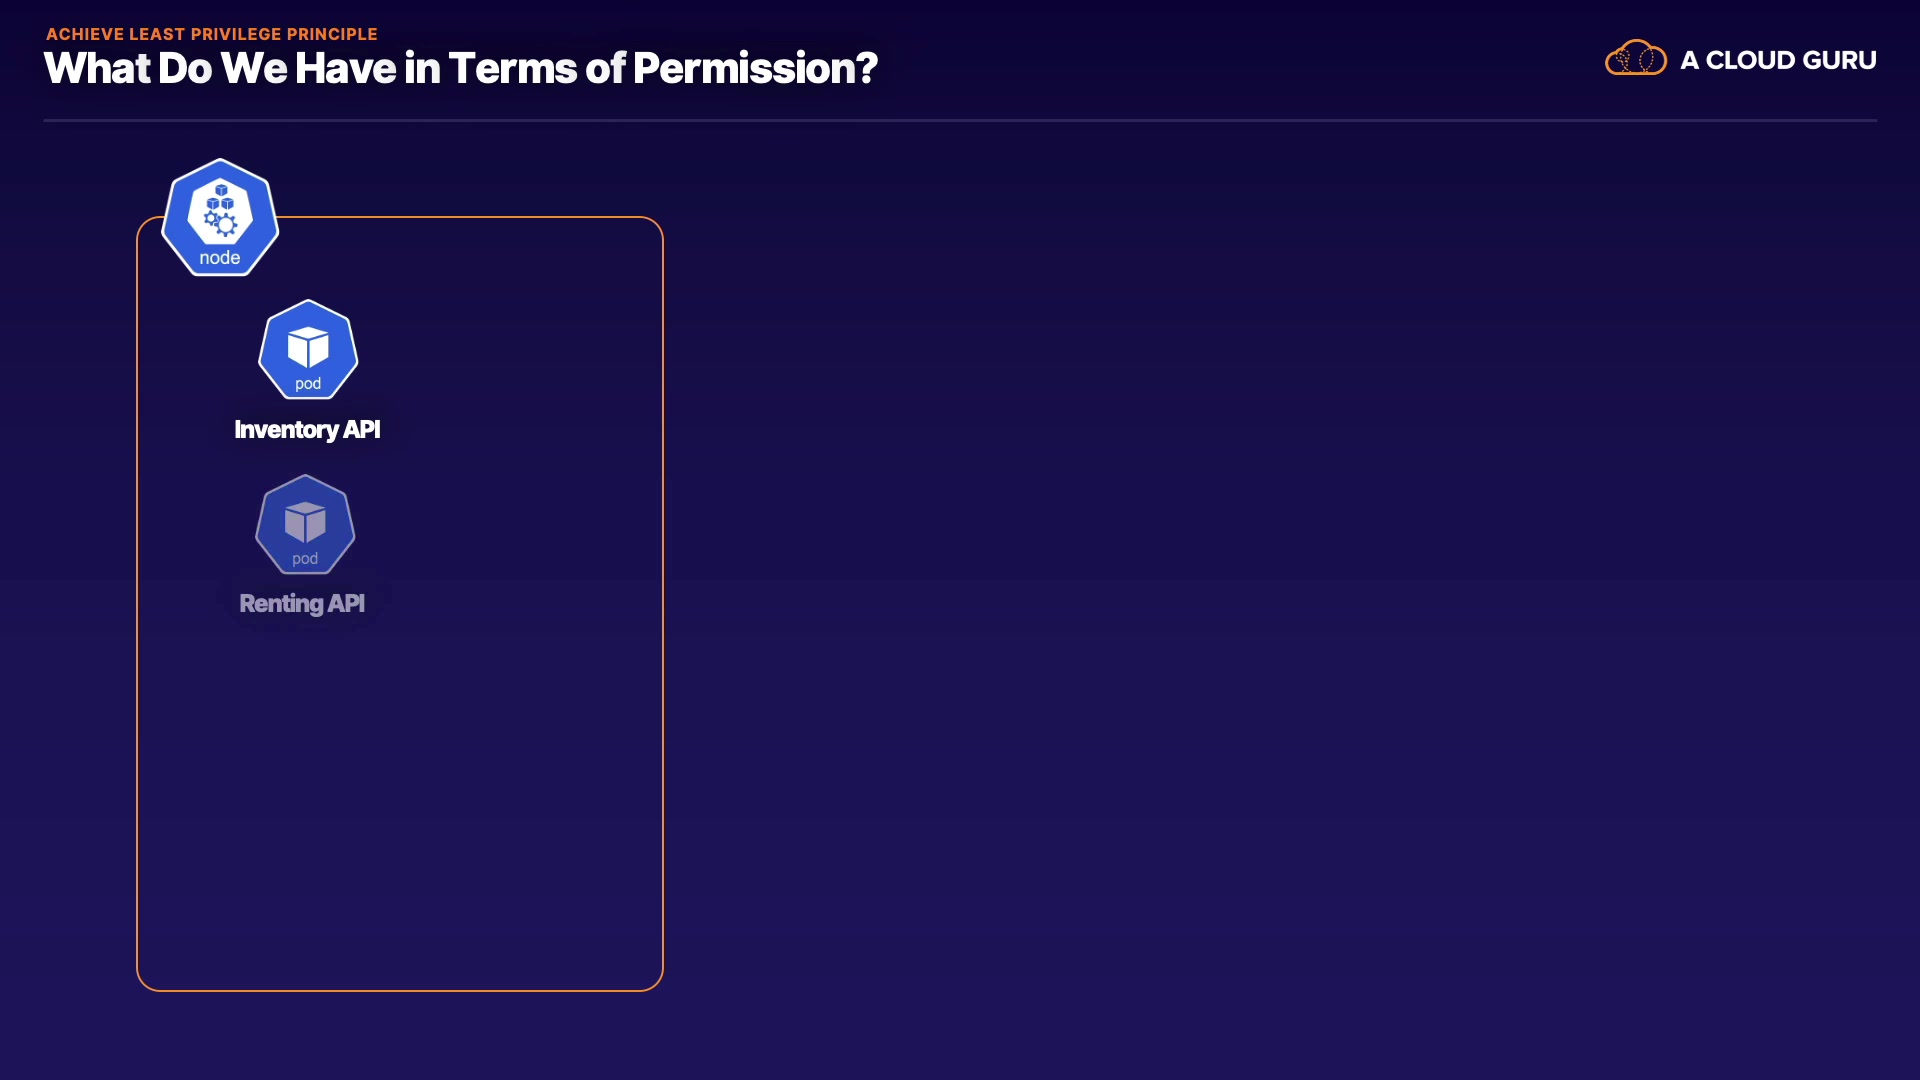 ACHIEVE LEAST PRIVILEGE PRINCIPLE
What Do We Have in Terms of Permission?
A CLOUD GURU
node
pod
Inventory API
pod
Renting API